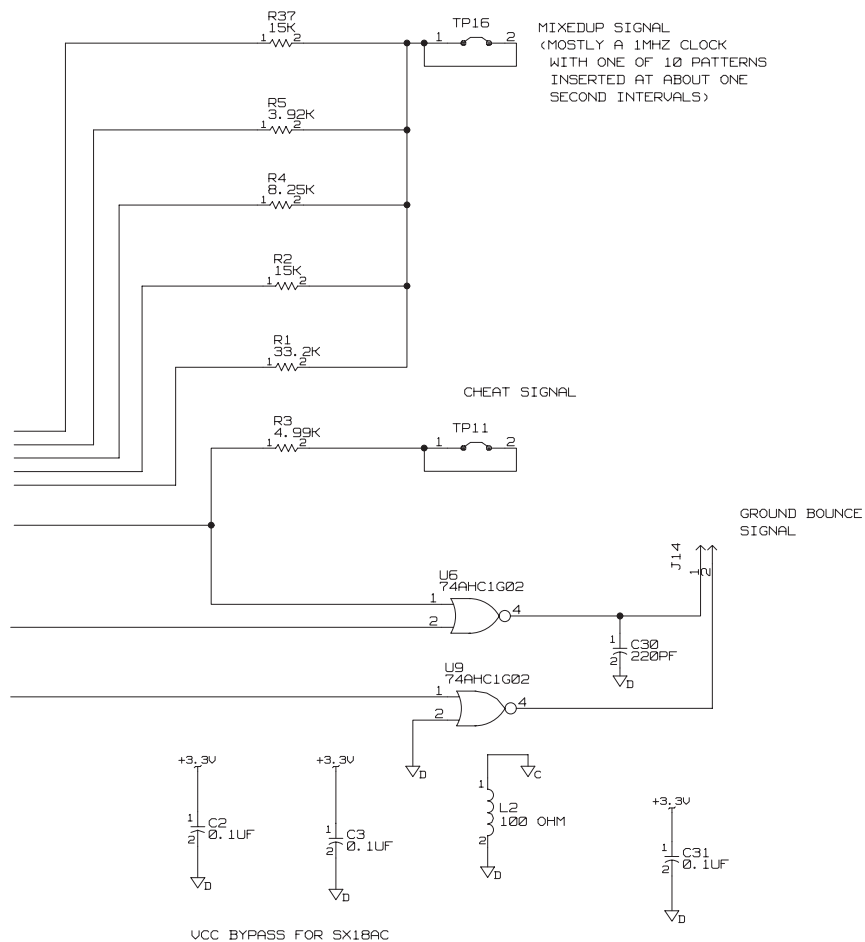 R37
15K
1 2
TP16
1 2
MIXEDUP SIGNAL
(MOSTLY A 1MHZ CLOCK
WITH ONE OF 10 PATTERNS
INSERTED AT ABOUT ONE
SECOND INTERVALS)
R5
3.92K
1 2
R4
8.25K
1 2
R2
15K
1 2
R1
33.2K
1 2
CHEAT SIGNAL
R3
4.99K
1 2
TP11
1 2
GROUND BOUNCE
SIGNAL
J14
1
2
U6
74AHC1G02
1
2
4
1
2
C30
220PF
D
U9
74AHC1G02
1
2
4
D
C
+3.3V
1
2
C2
0.1UF
D
+3.3V
1
2
C3
0.1UF
D
1
2
L2
100 OHM
D
+3.3V
1
2
C31
0.1UF
D
VCC BYPASS FOR SX18AC